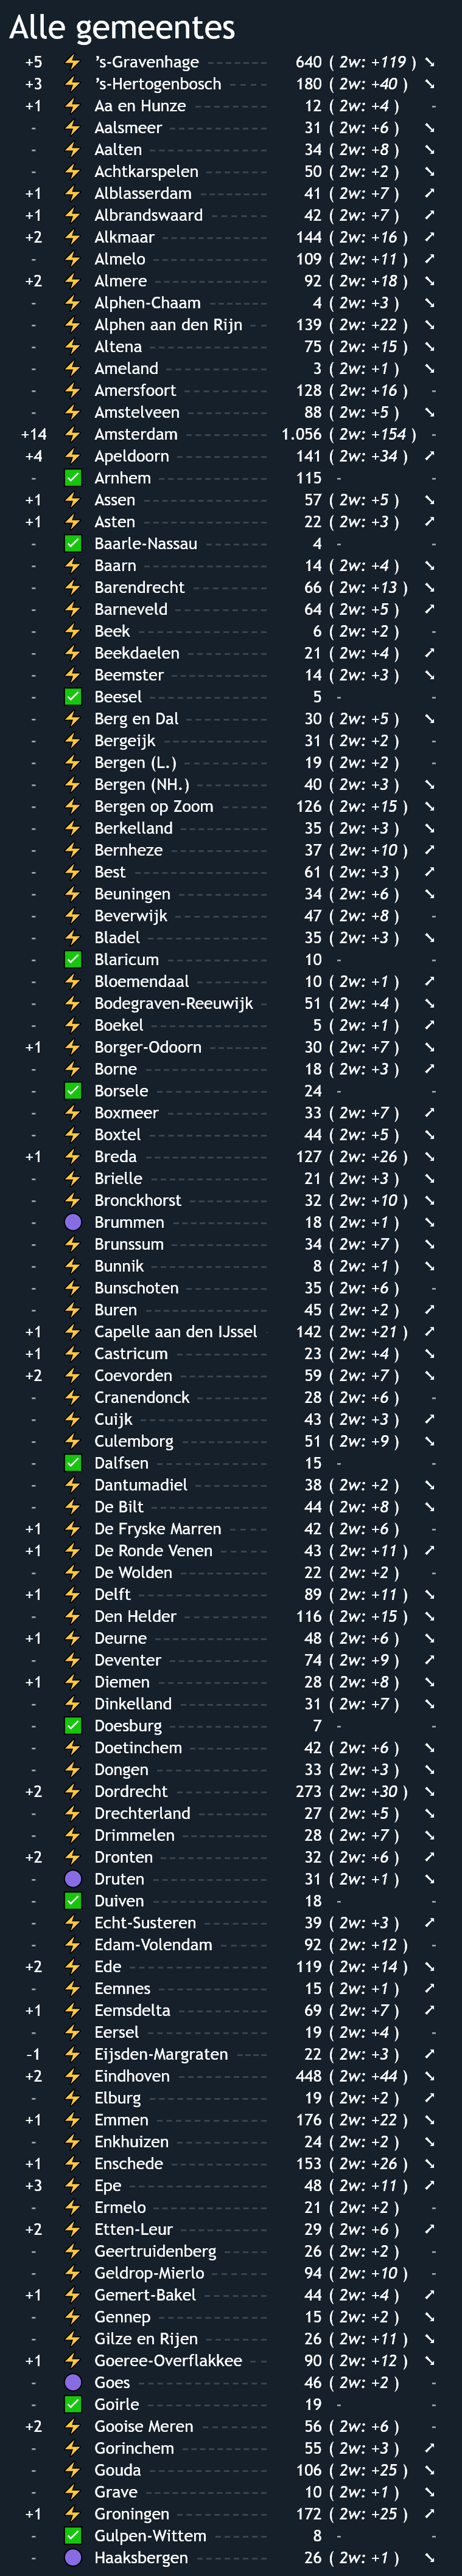 Alle gemeentes
+5 ⚡ ’s-Gravenhage 640 ( 2w: +119 ) ↘
+3 ⚡ ’s-Hertogenbosch 180 ( 2w: +40 ) ↘
+1 ⚡ Aa en Hunze 12 ( 2w: +4 ) -
- ⚡ Aalsmeer 31 ( 2w: +6 ) ↘
- ⚡ Aalten 34 ( 2w: +8 ) ↘
- ⚡ Achtkarspelen 50 ( 2w: +2 ) ↘
+1 ⚡ Alblasserdam 41 ( 2w: +7 ) ↗
+1 ⚡ Albrandswaard 42 ( 2w: +7 ) ↗
+2 ⚡ Alkmaar 144 ( 2w: +16 ) ↗
- ⚡ Almelo 109 ( 2w: +11 ) ↗
+2 ⚡ Almere 92 ( 2w: +18 ) ↘
- ⚡ Alphen-Chaam 4 ( 2w: +3 ) ↘
- ⚡ Alphen aan den Rijn 139 ( 2w: +22 ) ↘
- ⚡ Altena 75 ( 2w: +15 ) ↘
- ⚡ Ameland 3 ( 2w: +1 ) ↘
- ⚡ Amersfoort 128 ( 2w: +16 ) -
- ⚡ Amstelveen 88 ( 2w: +5 ) ↘
+14 ⚡ Amsterdam 1.056 ( 2w: +154 ) -
+4 ⚡ Apeldoorn 141 ( 2w: +34 ) ↗
- ✅ Arnhem 115 - -
+1 ⚡ Assen 57 ( 2w: +5 ) ↘
+1 ⚡ Asten 22 ( 2w: +3 ) ↗
- ✅ Baarle-Nassau 4 - -
- ⚡ Baarn 14 ( 2w: +4 ) ↘
- ⚡ Barendrecht 66 ( 2w: +13 ) ↘
- ⚡ Barneveld 64 ( 2w: +5 ) ↗
- ⚡ Beek 6 ( 2w: +2 ) -
- ⚡ Beekdaelen 21 ( 2w: +4 ) ↗
- ⚡ Beemster 14 ( 2w: +3 ) ↘
- ✅ Beesel 5 - -
- ⚡ Berg en Dal 30 ( 2w: +5 ) ↘
- ⚡ Bergeijk 31 ( 2w: +2 ) -
- ⚡ Bergen (L.) 19 ( 2w: +2 ) -
- ⚡ Bergen (NH.) 40 ( 2w: +3 ) ↘
- ⚡ Bergen op Zoom 126 ( 2w: +15 ) ↘
- ⚡ Berkelland 35 ( 2w: +3 ) ↘
- ⚡ Bernheze 37 ( 2w: +10 ) ↗
- ⚡ Best 61 ( 2w: +3 ) ↗
- ⚡ Beuningen 34 ( 2w: +6 ) ↘
- ⚡ Beverwijk 47 ( 2w: +8 ) -
- ⚡ Bladel 35 ( 2w: +3 ) ↘
- ✅ Blaricum 10 - -
- ⚡ Bloemendaal 10 ( 2w: +1 ) ↗
- ⚡ Bodegraven-Reeuwijk 51 ( 2w: +4 ) ↘
- ⚡ Boekel 5 ( 2w: +1 ) ↗
+1 ⚡ Borger-Odoorn 30 ( 2w: +7 ) ↘
- ⚡ Borne 18 ( 2w: +3 ) ↗
- ✅ Borsele 24 - -
- ⚡ Boxmeer 33 ( 2w: +7 ) ↗
- ⚡ Boxtel 44 ( 2w: +5 ) ↘
+1 ⚡ Breda 127 ( 2w: +26 ) ↘
- ⚡ Brielle 21 ( 2w: +3 ) ↘
- ⚡ Bronckhorst 32 ( 2w: +10 ) ↘
- 🟣 Brummen 18 ( 2w: +1 ) ↘
- ⚡ Brunssum 34 ( 2w: +7 ) ↘
- ⚡ Bunnik 8 ( 2w: +1 ) ↘
- ⚡ Bunschoten 35 ( 2w: +6 ) -
- ⚡ Buren 45 ( 2w: +2 ) ↗
+1 ⚡ Capelle aan den IJssel 142 ( 2w: +21 ) ↗
+1 ⚡ Castricum 23 ( 2w: +4 ) ↘
+2 ⚡ Coevorden 59 ( 2w: +7 ) ↘
- ⚡ Cranendonck 28 ( 2w: +6 ) -
- ⚡ Cuijk 43 ( 2w: +3 ) ↗
- ⚡ Culemborg 51 ( 2w: +9 ) ↘
- ✅ Dalfsen 15 - -
- ⚡ Dantumadiel 38 ( 2w: +2 ) ↘
- ⚡ De Bilt 44 ( 2w: +8 ) ↘
+1 ⚡ De Fryske Marren 42 ( 2w: +6 ) -
+1 ⚡ De Ronde Venen 43 ( 2w: +11 ) ↗
- ⚡ De Wolden 22 ( 2w: +2 ) -
+1 ⚡ Delft 89 ( 2w: +11 ) ↘
- ⚡ Den Helder 116 ( 2w: +15 ) ↘
+1 ⚡ Deurne 48 ( 2w: +6 ) ↘
- ⚡ Deventer 74 ( 2w: +9 ) ↗
+1 ⚡ Diemen 28 ( 2w: +8 ) ↘
- ⚡ Dinkelland 31 ( 2w: +7 ) ↘
- ✅ Doesburg 7 - -
- ⚡ Doetinchem 42 ( 2w: +6 ) ↘
- ⚡ Dongen 33 ( 2w: +3 ) ↘
+2 ⚡ Dordrecht 273 ( 2w: +30 ) ↘
- ⚡ Drechterland 27 ( 2w: +5 ) ↘
- ⚡ Drimmelen 28 ( 2w: +7 ) ↘
+2 ⚡ Dronten 32 ( 2w: +6 ) ↗
- 🟣 Druten 31 ( 2w: +1 ) ↘
- ✅ Duiven 18 - -
- ⚡ Echt-Susteren 39 ( 2w: +3 ) ↗
- ⚡ Edam-Volendam 92 ( 2w: +12 ) -
+2 ⚡ Ede 119 ( 2w: +14 ) ↘
- ⚡ Eemnes 15 ( 2w: +1 ) ↗
+1 ⚡ Eemsdelta 69 ( 2w: +7 ) ↗
- ⚡ Eersel 19 ( 2w: +4 ) -
-1 ⚡ Eijsden-Margraten 22 ( 2w: +3 ) ↗
+2 ⚡ Eindhoven 448 ( 2w: +44 ) ↘
- ⚡ Elburg 19 ( 2w: +2 ) ↗
+1 ⚡ Emmen 176 ( 2w: +22 ) ↘
- ⚡ Enkhuizen 24 ( 2w: +2 ) ↘
+1 ⚡ Enschede 153 ( 2w: +26 ) ↘
+3 ⚡ Epe 48 ( 2w: +11 ) ↗
- ⚡ Ermelo 21 ( 2w: +2 ) -
+2 ⚡ Etten-Leur 29 ( 2w: +6 ) ↗
- ⚡ Geertruidenberg 26 ( 2w: +2 ) -
- ⚡ Geldrop-Mierlo 94 ( 2w: +10 ) -
+1 ⚡ Gemert-Bakel 44 ( 2w: +4 ) ↗
- ⚡ Gennep 15 ( 2w: +2 ) ↘
- ⚡ Gilze en Rijen 26 ( 2w: +11 ) ↘
+1 ⚡ Goeree-Overflakkee 90 ( 2w: +12 ) ↘
- 🟣 Goes 46 ( 2w: +2 ) -
- ✅ Goirle 19 - -
+2 ⚡ Gooise Meren 56 ( 2w: +6 ) -
- ⚡ Gorinchem 55 ( 2w: +3 ) ↗
- ⚡ Gouda 106 ( 2w: +25 ) ↘
- ⚡ Grave 10 ( 2w: +1 ) ↘
+1 ⚡ Groningen 172 ( 2w: +25 ) ↗
- ✅ Gulpen-Wittem 8 - -
- 🟣 Haaksbergen 26 ( 2w: +1 ) ↘